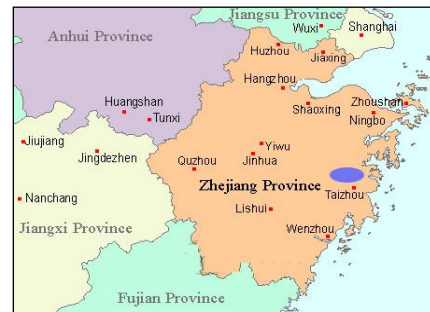 Jiangsu Province
Wuxi
Shanghai
Anhui Province
Huzhou
Jiaxing
Hangzhou
Huangshan
Tunxi
Shaoxing
Zhoushan
Ningbo
Jiujiang
Jingdezhen
Yiwu
Quzhou
Jinhua
Zhejiang Province
Taizhou
Nanchang
Lishui
Jiangxi Province
Wenzhou
Fujian Province